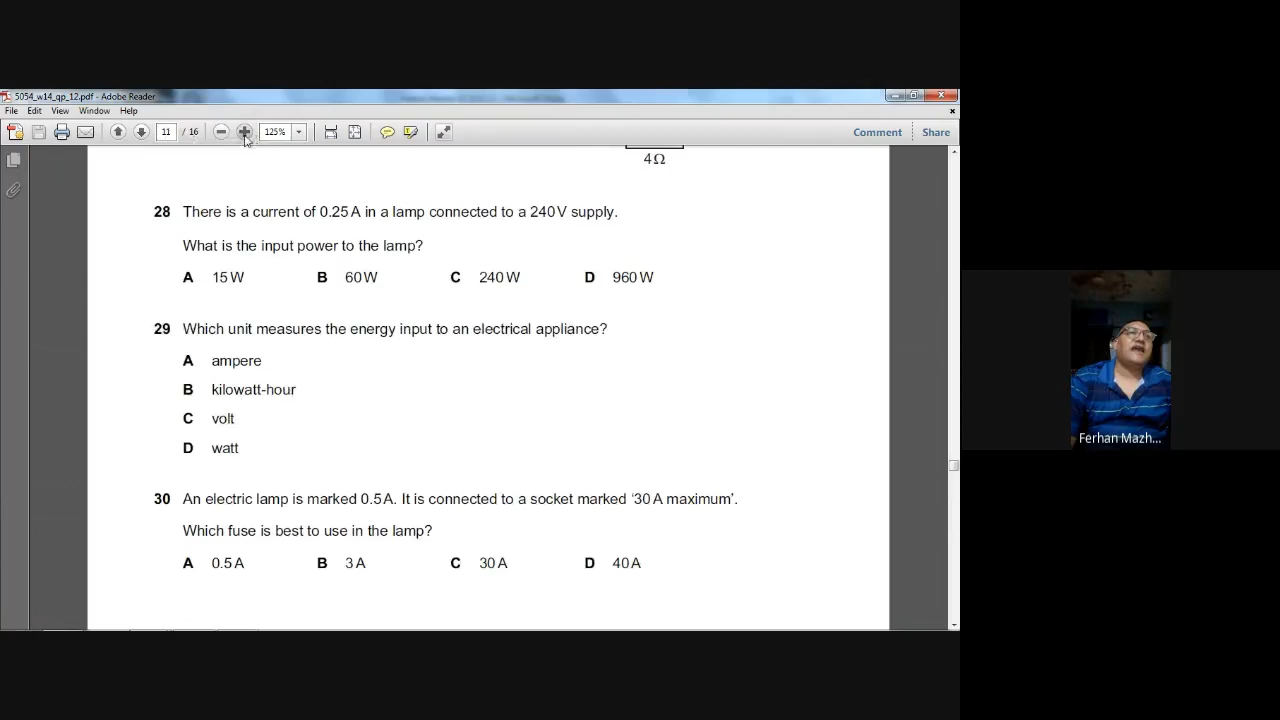 5054_w14_qp_12.pdf - Adobe Reader
File Edit View Window Help
11 / 16 125% Comment Share
4Ω
28 There is a current of 0.25 A in a lamp connected to a 240 V supply.
What is the input power to the lamp?
A 15 W B 60 W C 240 W D 960 W
29 Which unit measures the energy input to an electrical appliance?
A ampere
B kilowatt-hour
C volt
D watt
30 An electric lamp is marked 0.5 A. It is connected to a socket marked ‘30 A maximum’.
Which fuse is best to use in the lamp?
A 0.5 A B 3 A C 30 A D 40 A
Ferhan Mazh...